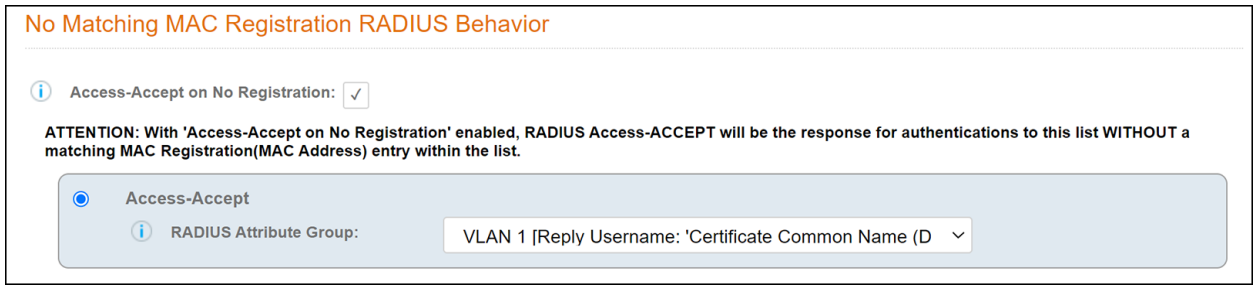 No Matching MAC Registration RADIUS Behavior
Access-Accept on No Registration:
ATTENTION: With 'Access-Accept on No Registration' enabled, RADIUS Access-ACCEPT will be the response for authentications to this list WITHOUT a
matching MAC Registration(MAC Address) entry within the list.
Access-Accept
RADIUS Attribute Group: VLAN 1 [Reply Username: 'Certificate Common Name (D